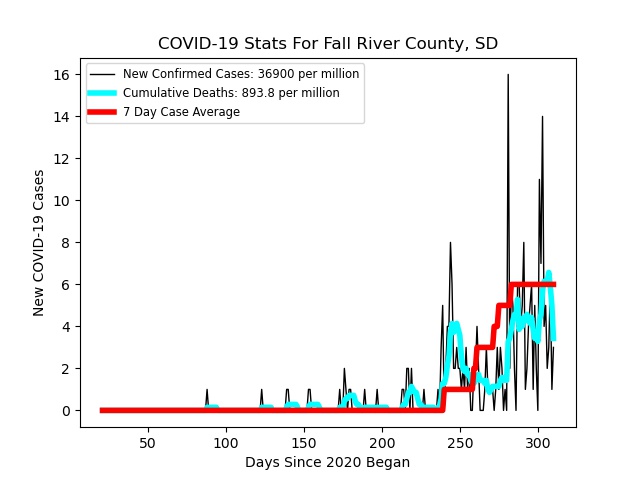 COVID-19 Stats For Fall River County, SD
New Confirmed Cases: 36900 per million
Cumulative Deaths: 893.8 per million
7 Day Case Average
New COVID-19 Cases
16
14
12
10
8
6
4
2
0
50 100 150 200 250 300
Days Since 2020 Began